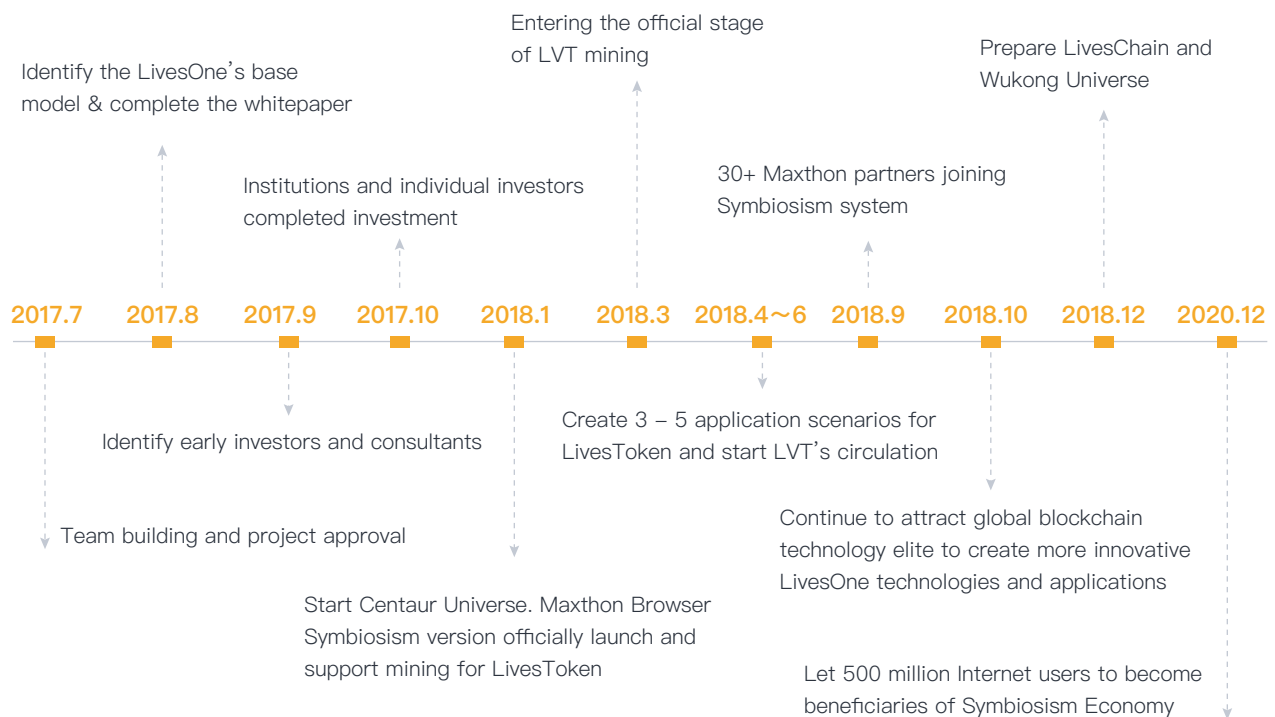 Entering the official stage
of LVT mining
Prepare LivesChain and
Wukong Universe
Identify the LivesOne's base
model & complete the whitepaper
30+ Maxthon partners joining
Symbiosism system
Institutions and individual investors
completed investment
2017.7 2017.8 2017.9 2017.10 2018.1 2018.3 2018.4～6 2018.9 2018.10 2018.12 2020.12
Create 3 – 5 application scenarios for
LivesToken and start LVT's circulation
Identify early investors and consultants
Continue to attract global blockchain
technology elite to create more innovative
LivesOne technologies and applications
Team building and project approval
Start Centaur Universe. Maxthon Browser
Symbiosism version officially launch and
support mining for LivesToken
Let 500 million Internet users to become
beneficiaries of Symbiosism Economy